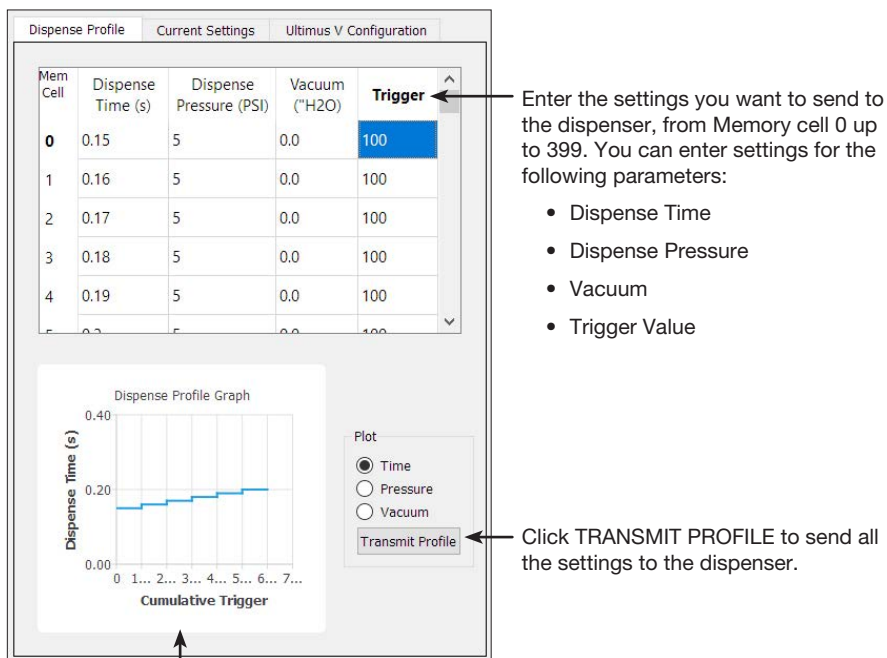 Dispense Profile Current Settings Ultimus V Configuration
Mem Cell Dispense Time (s) Dispense Pressure (PSI) Vacuum ("H2O) Trigger
0 0.15 5 0.0 100
1 0.16 5 0.0 100
2 0.17 5 0.0 100
3 0.18 5 0.0 100
4 0.19 5 0.0 100
Enter the settings you want to send to
the dispenser, from Memory cell 0 up
to 399. You can enter settings for the
following parameters:
• Dispense Time
• Dispense Pressure
• Vacuum
• Trigger Value
Dispense Profile Graph
0.40
0.20
0.00
Dispense Time (s)
0 1... 2... 3... 4... 5... 6... 7...
Cumulative Trigger
Plot
Time
Pressure
Vacuum
Transmit Profile
Click TRANSMIT PROFILE to send all
the settings to the dispenser.